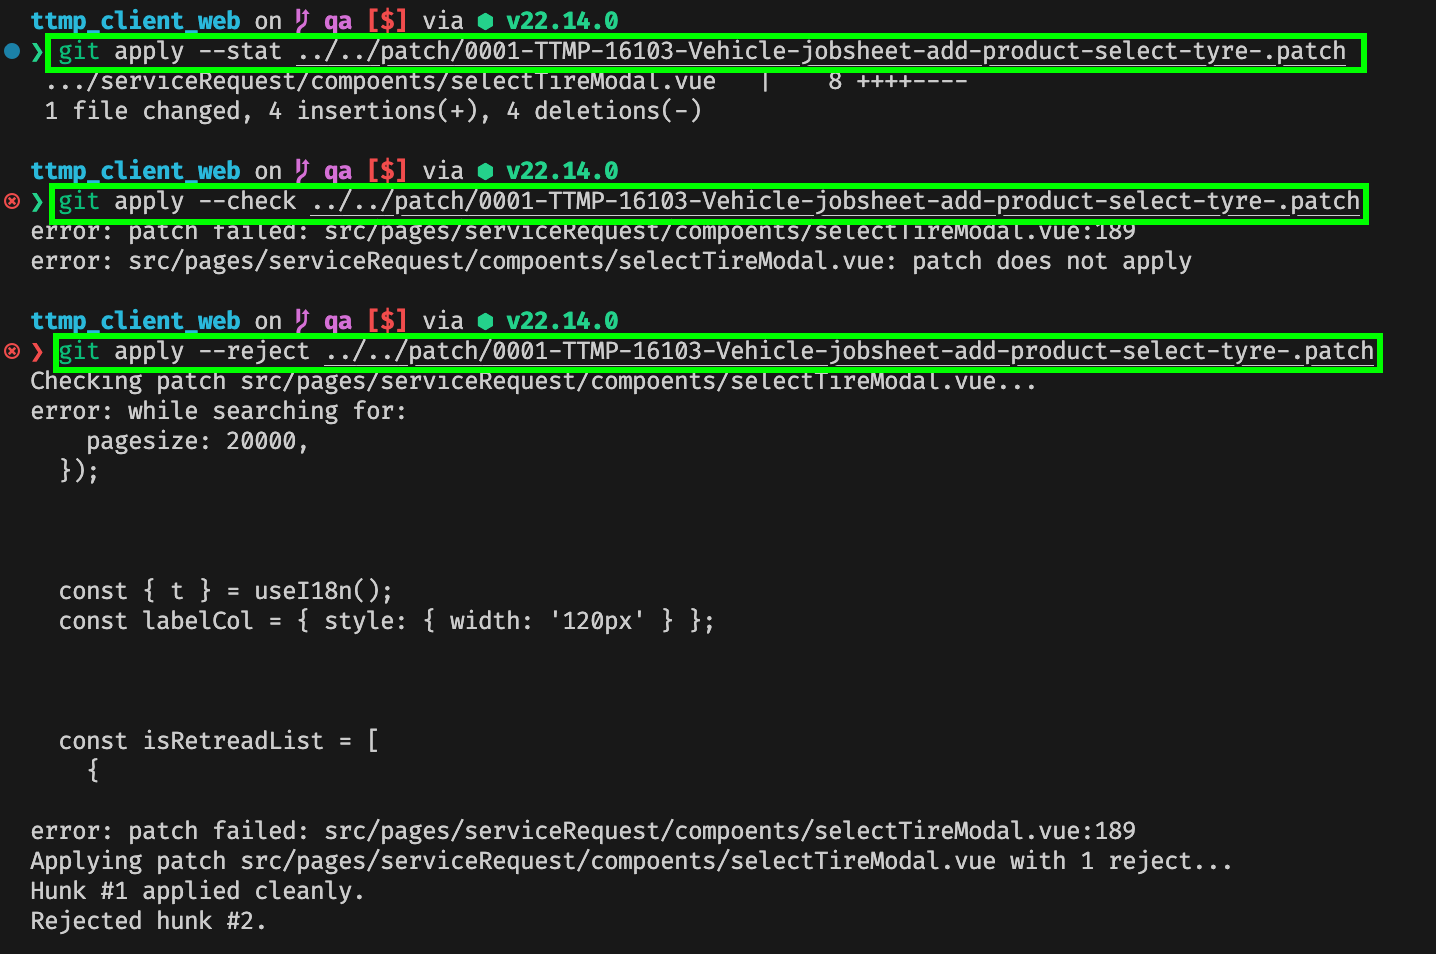 ttmp_client_web on qa [$] via ⬢ v22.14.0
❯ git apply --stat ../../patch/0001-TTMP-16103-Vehicle-jobsheet-add-product-select-tyre-.patch
.../serviceRequest/compoents/selectTireModal.vue   |    8 ++++----
1 file changed, 4 insertions(+), 4 deletions(-)
ttmp_client_web on qa [$] via ⬢ v22.14.0
❯ git apply --check ../../patch/0001-TTMP-16103-Vehicle-jobsheet-add-product-select-tyre-.patch
error: patch failed: src/pages/serviceRequest/compoents/selectTireModal.vue:189
error: src/pages/serviceRequest/compoents/selectTireModal.vue: patch does not apply
ttmp_client_web on qa [$] via ⬢ v22.14.0
❯ git apply --reject ../../patch/0001-TTMP-16103-Vehicle-jobsheet-add-product-select-tyre-.patch
Checking patch src/pages/serviceRequest/compoents/selectTireModal.vue...
error: while searching for:
    pagesize: 20000,
  });
  const { t } = useI18n();
  const labelCol = { style: { width: '120px' } };
  const isRetreadList = [
    {
error: patch failed: src/pages/serviceRequest/compoents/selectTireModal.vue:189
Applying patch src/pages/serviceRequest/compoents/selectTireModal.vue with 1 reject...
Hunk #1 applied cleanly.
Rejected hunk #2.